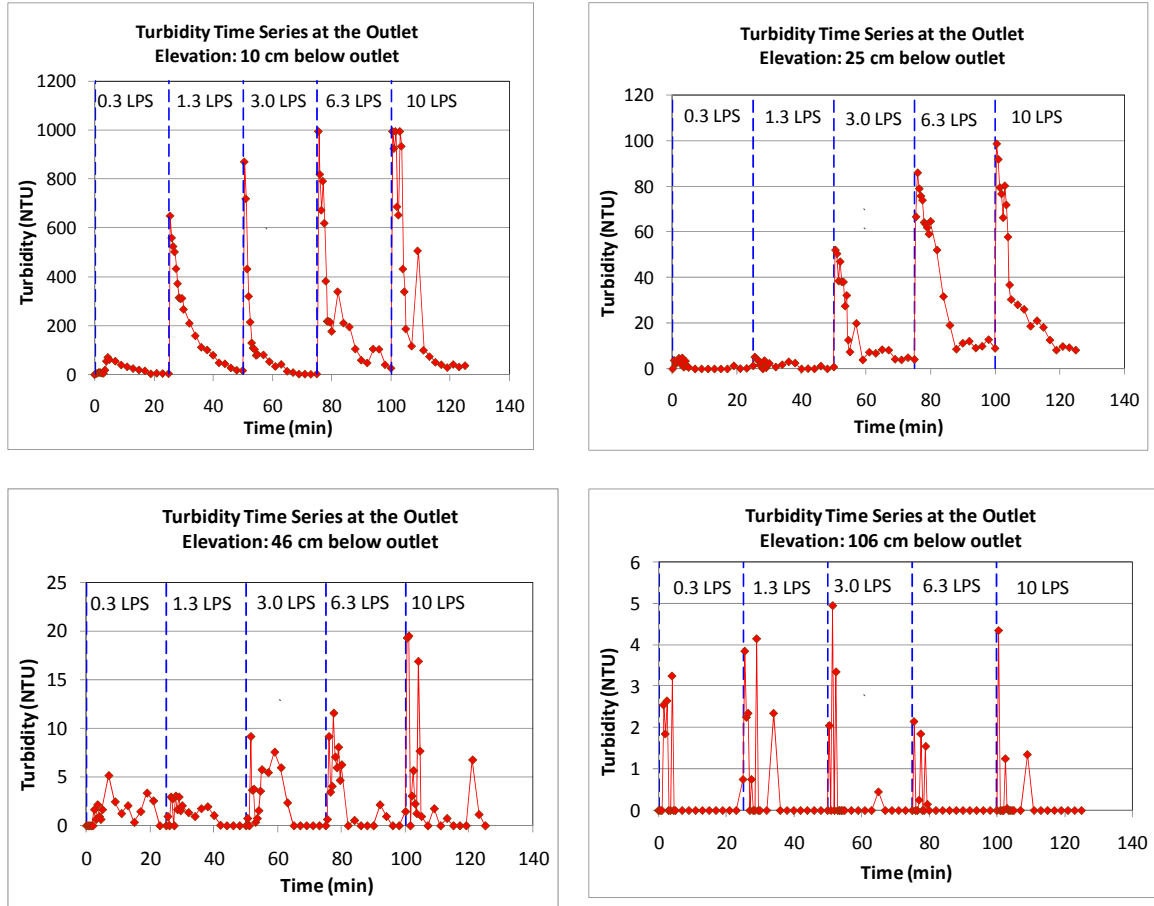 Turbidity Time Series at the Outlet
Elevation: 10 cm below outlet
1200
1000
800
600
400
200
0
Turbidity (NTU)
0.3 LPS 1.3 LPS 3.0 LPS 6.3 LPS 10 LPS
0 20 40 60 80 100 120 140
Time (min)
Turbidity Time Series at the Outlet
Elevation: 25 cm below outlet
120
100
80
60
40
20
0
Turbidity (NTU)
0.3 LPS 1.3 LPS 3.0 LPS 6.3 LPS 10 LPS
0 20 40 60 80 100 120 140
Time (min)
Turbidity Time Series at the Outlet
Elevation: 46 cm below outlet
25
20
15
10
5
0
Turbidity (NTU)
0.3 LPS 1.3 LPS 3.0 LPS 6.3 LPS 10 LPS
0 20 40 60 80 100 120 140
Time (min)
Turbidity Time Series at the Outlet
Elevation: 106 cm below outlet
6
5
4
3
2
1
0
Turbidity (NTU)
0.3 LPS 1.3 LPS 3.0 LPS 6.3 LPS 10 LPS
0 20 40 60 80 100 120 140
Time (min)